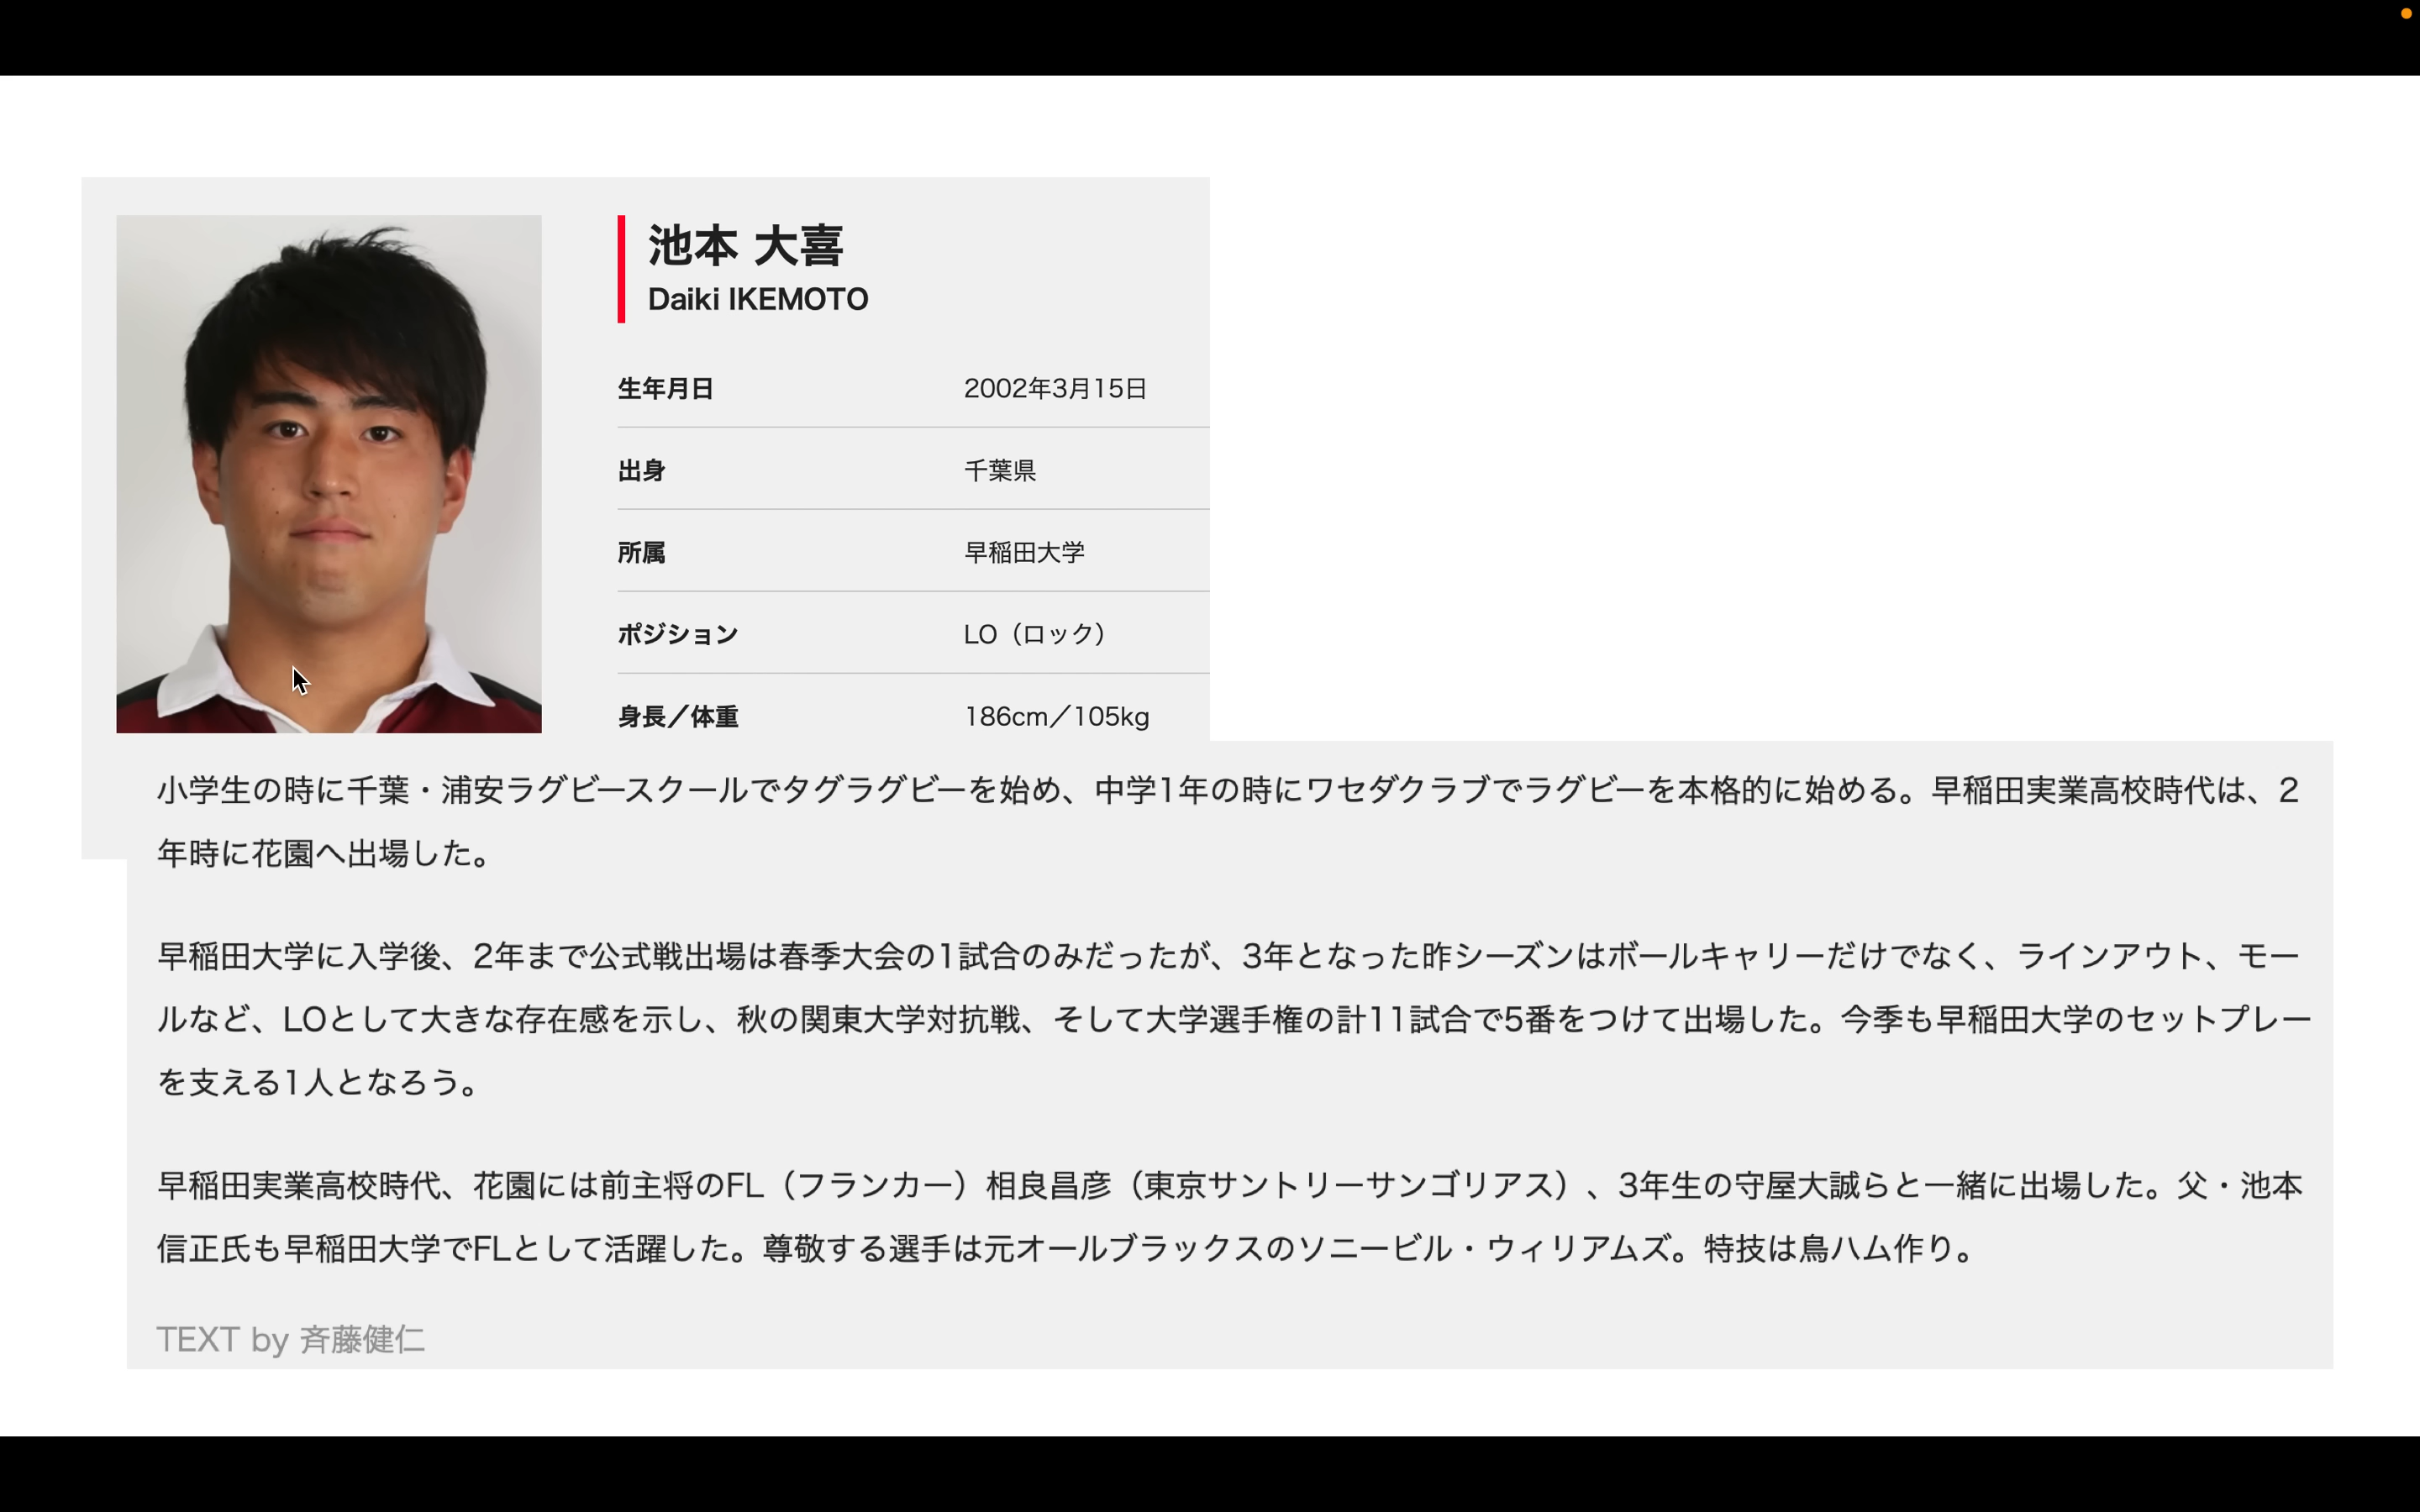 池本 大喜
Daiki IKEMOTO
生年月日 2002年3月15日
出身 千葉県
所属 早稲田大学
ポジション LO（ロック）
身長／体重 186cm／105kg
小学生の時に千葉・浦安ラグビースクールでタグラグビーを始め、中学1年の時にワセダクラブでラグビーを本格的に始める。早稲田実業高校時代は、2
年時に花園へ出場した。
早稲田大学に入学後、2年まで公式戦出場は春季大会の1試合のみだったが、3年となった昨シーズンはボールキャリーだけでなく、ラインアウト、モー
ルなど、LOとして大きな存在感を示し、秋の関東大学対抗戦、そして大学選手権の計11試合で5番をつけて出場した。今季も早稲田大学のセットプレー
を支える1人となろう。
早稲田実業高校時代、花園には前主将のFL（フランカー）相良昌彦（東京サントリーサンゴリアス）、3年生の守屋大誠らと一緒に出場した。父・池本
信正氏も早稲田大学でFLとして活躍した。尊敬する選手は元オールブラックスのソニービル・ウィリアムズ。特技は鳥ハム作り。
TEXT by 斉藤健仁